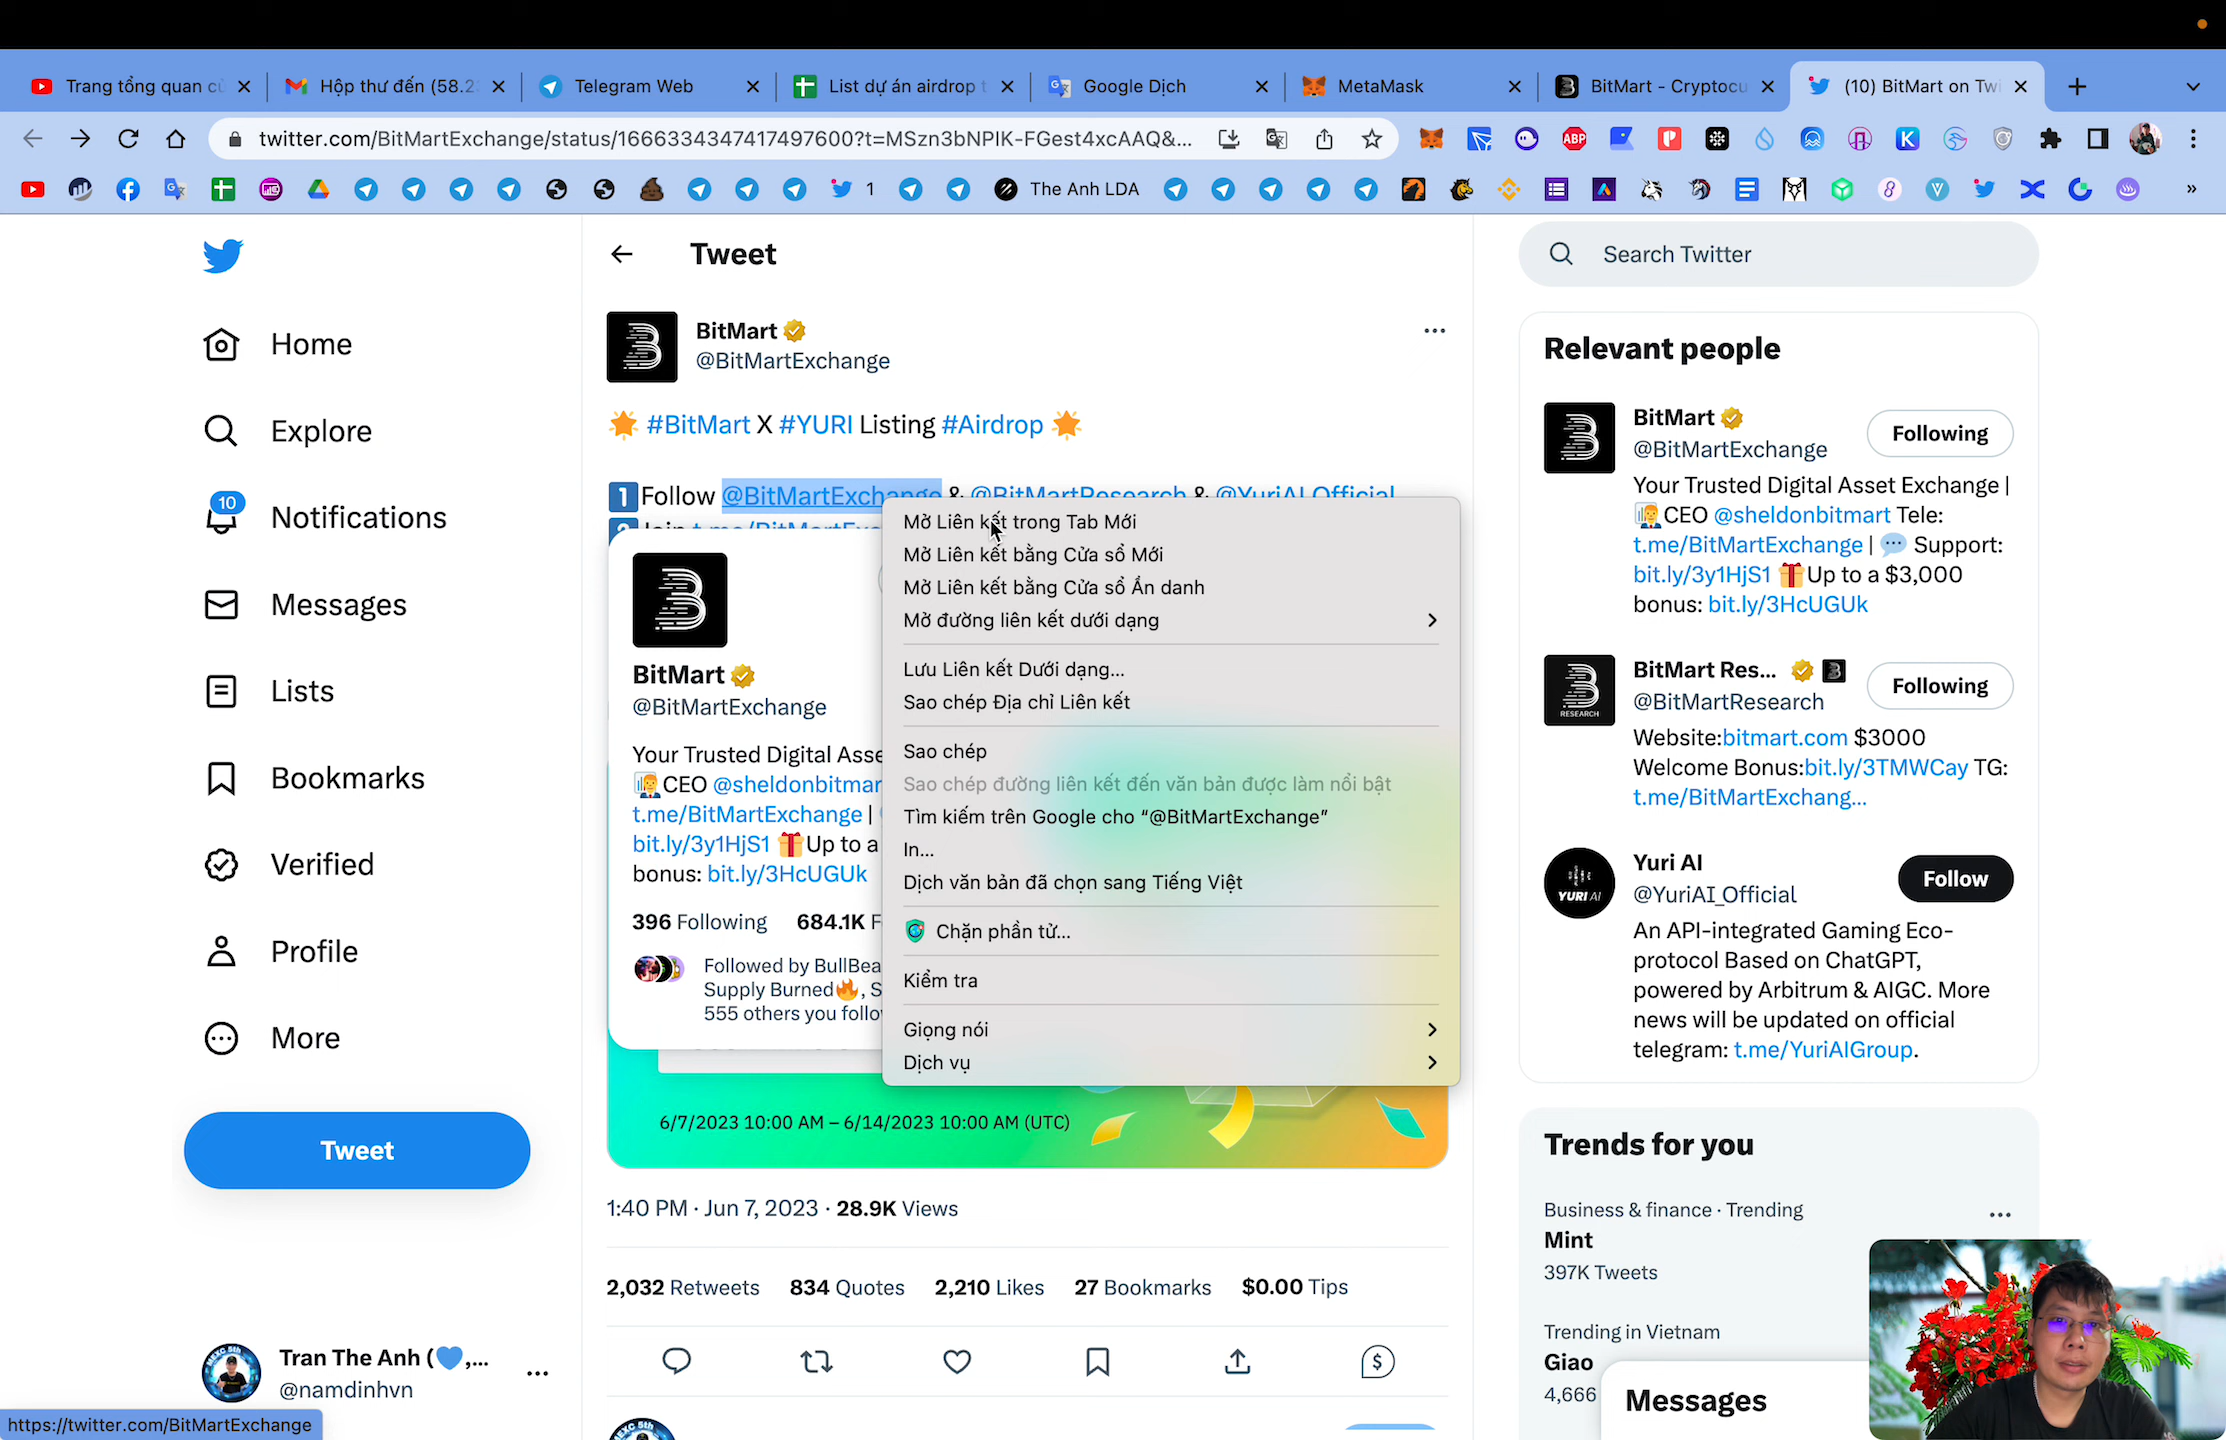 Trang tổng quan củ
Hộp thư đến (58.2
Telegram Web
List dự án airdrop t
Google Dịch
MetaMask
BitMart - Cryptocu
(10) BitMart on Twi
twitter.com/BitMartExchange/status/1666334347417497600?t=MSzn3bNPIK-FGest4xcAAQ&...
ABP
1
The Anh LDA
Tweet
Search Twitter
Home
Explore
10
Notifications
Messages
Lists
Bookmarks
Verified
Profile
More
Tweet
Tran The Anh (💙,...
@namdinhvn
https://twitter.com/BitMartExchange
BitMart
@BitMartExchange
🌟 #BitMart X #YURI Listing #Airdrop 🌟
1 Follow @BitMartExchange & @BitMartResearch & @YuriAI_Official
BitMart
@BitMartExchange
Your Trusted Digital Asse
CEO @sheldonbitmar
t.me/BitMartExchange |
bit.ly/3y1HjS1 🎁Up to a
bonus: bit.ly/3HcUGUk
396 Following 684.1K F
Followed by BullBea
Supply Burned🔥, S
555 others you follo
Mở Liên kết trong Tab Mới
Mở Liên kết bằng Cửa sổ Mới
Mở Liên kết bằng Cửa sổ Ẩn danh
Mở đường liên kết dưới dạng
Lưu Liên kết Dưới dạng...
Sao chép Địa chỉ Liên kết
Sao chép
Sao chép đường liên kết đến văn bản được làm nổi bật
Tìm kiếm trên Google cho “@BitMartExchange”
In...
Dịch văn bản đã chọn sang Tiếng Việt
Chặn phần tử...
Kiểm tra
Giọng nói
Dịch vụ
6/7/2023 10:00 AM – 6/14/2023 10:00 AM (UTC)
1:40 PM · Jun 7, 2023 · 28.9K Views
2,032 Retweets 834 Quotes 2,210 Likes 27 Bookmarks $0.00 Tips
Relevant people
BitMart
@BitMartExchange
Following
Your Trusted Digital Asset Exchange |
CEO @sheldonbitmart Tele:
t.me/BitMartExchange | 💬 Support:
bit.ly/3y1HjS1 🎁Up to a $3,000
bonus: bit.ly/3HcUGUk
RESEARCH
BitMart Res...
@BitMartResearch
Following
Website:bitmart.com $3000
Welcome Bonus:bit.ly/3TMWCay TG:
t.me/BitMartExchang...
YURI AI
Yuri AI
@YuriAI_Official
Follow
An API-integrated Gaming Eco-
protocol Based on ChatGPT,
powered by Arbitrum & AIGC. More
news will be updated on official
telegram: t.me/YuriAIGroup.
Trends for you
Business & finance · Trending
Mint
397K Tweets
Trending in Vietnam
Giao
4,666
Messages